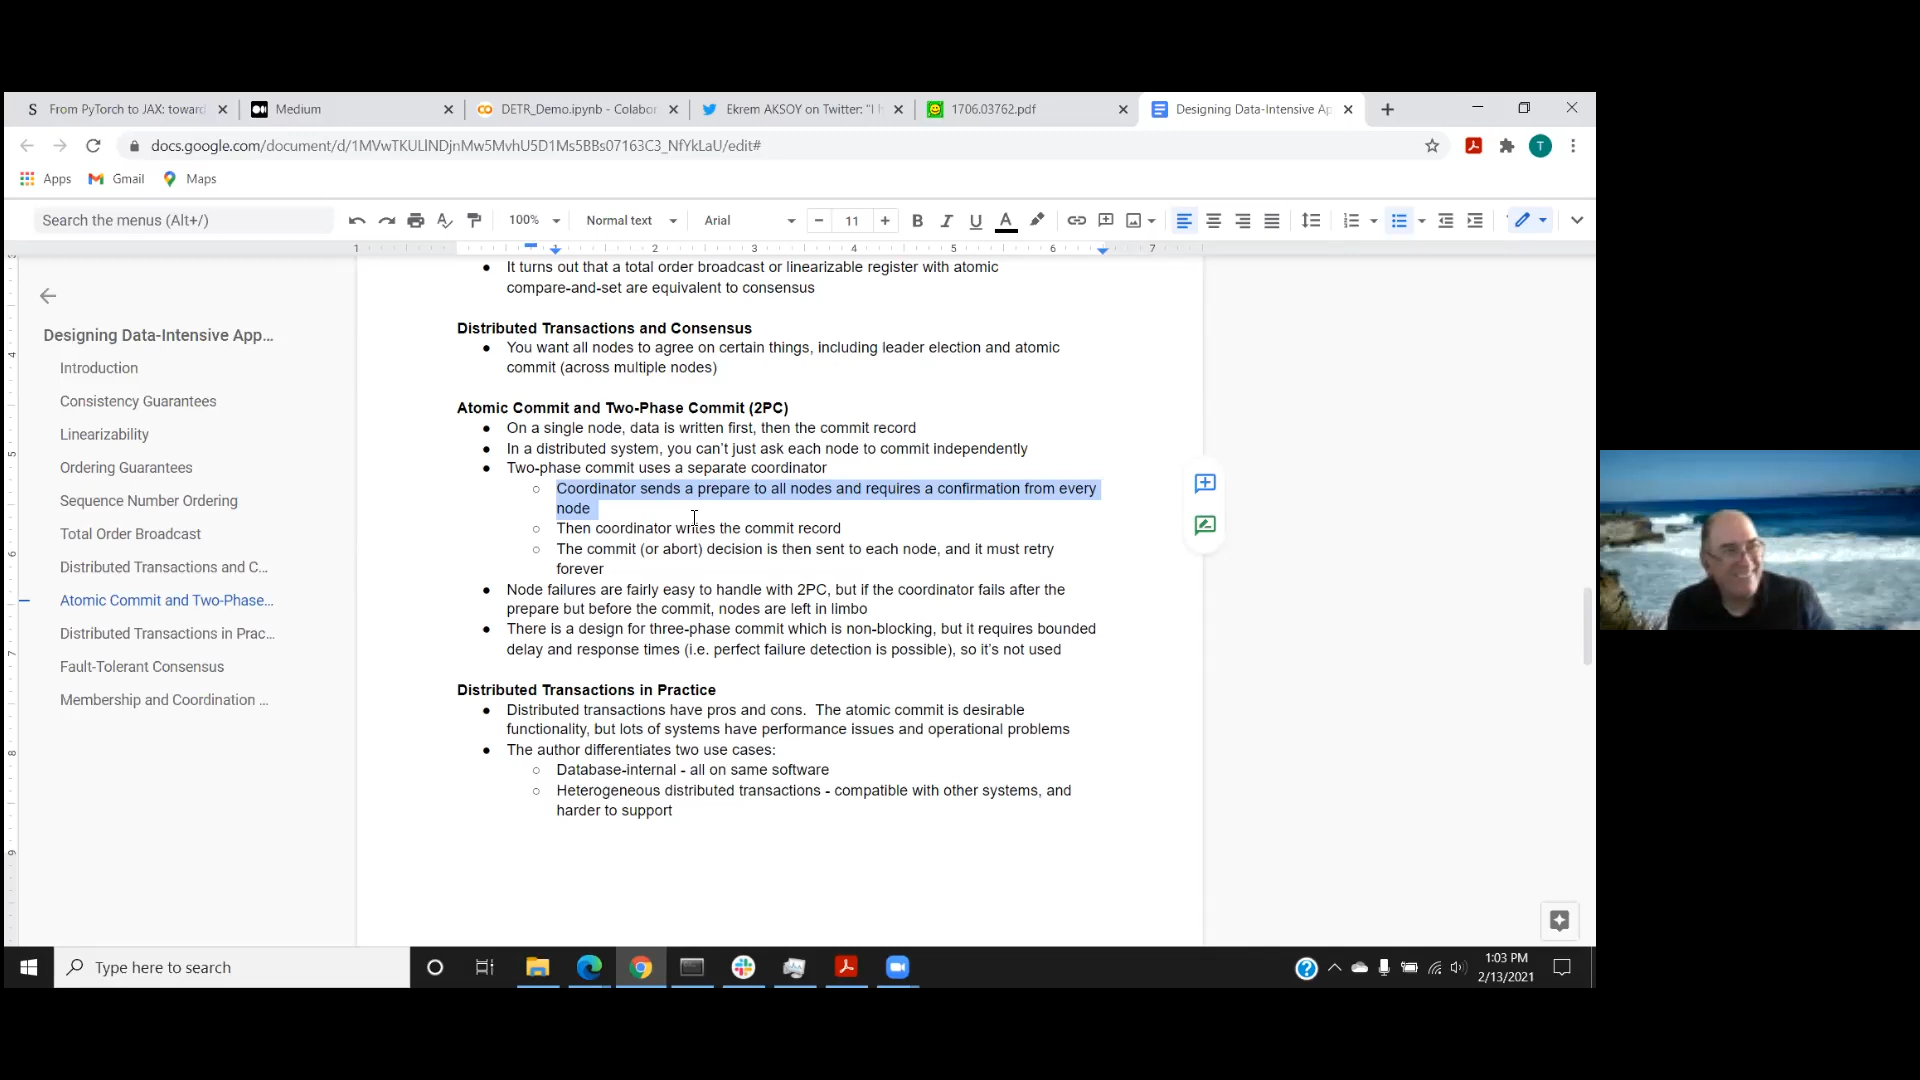 From PyTorch to JAX: toward
Medium
DETR_Demo.ipynb - Colabor
Ekrem AKSOY on Twitter: "I h
1706.03762.pdf
Designing Data-Intensive Ap
docs.google.com/document/d/1MVwTKULlNDjnMw5MvhU5D1Ms5BBs07163C3_NfYkLaU/edit#
T
Apps
Gmail
Maps
Search the menus (Alt+/)
100%
Normal text
Arial
11
B I U A
1 1 2 3 4 5 6 7
It turns out that a total order broadcast or linearizable register with atomic
compare-and-set are equivalent to consensus
Distributed Transactions and Consensus
You want all nodes to agree on certain things, including leader election and atomic
commit (across multiple nodes)
Atomic Commit and Two-Phase Commit (2PC)
On a single node, data is written first, then the commit record
In a distributed system, you can't just ask each node to commit independently
Two-phase commit uses a separate coordinator
Coordinator sends a prepare to all nodes and requires a confirmation from every
node
Then coordinator writes the commit record
The commit (or abort) decision is then sent to each node, and it must retry
forever
Node failures are fairly easy to handle with 2PC, but if the coordinator fails after the
prepare but before the commit, nodes are left in limbo
There is a design for three-phase commit which is non-blocking, but it requires bounded
delay and response times (i.e. perfect failure detection is possible), so it's not used
Distributed Transactions in Practice
Distributed transactions have pros and cons.  The atomic commit is desirable
functionality, but lots of systems have performance issues and operational problems
The author differentiates two use cases:
Database-internal - all on same software
Heterogeneous distributed transactions - compatible with other systems, and
harder to support
Designing Data-Intensive App...
Introduction
Consistency Guarantees
Linearizability
Ordering Guarantees
Sequence Number Ordering
Total Order Broadcast
Distributed Transactions and C...
Atomic Commit and Two-Phase...
Distributed Transactions in Prac...
Fault-Tolerant Consensus
Membership and Coordination ...
4
5
6
7
8
9
Type here to search
1:03 PM
2/13/2021